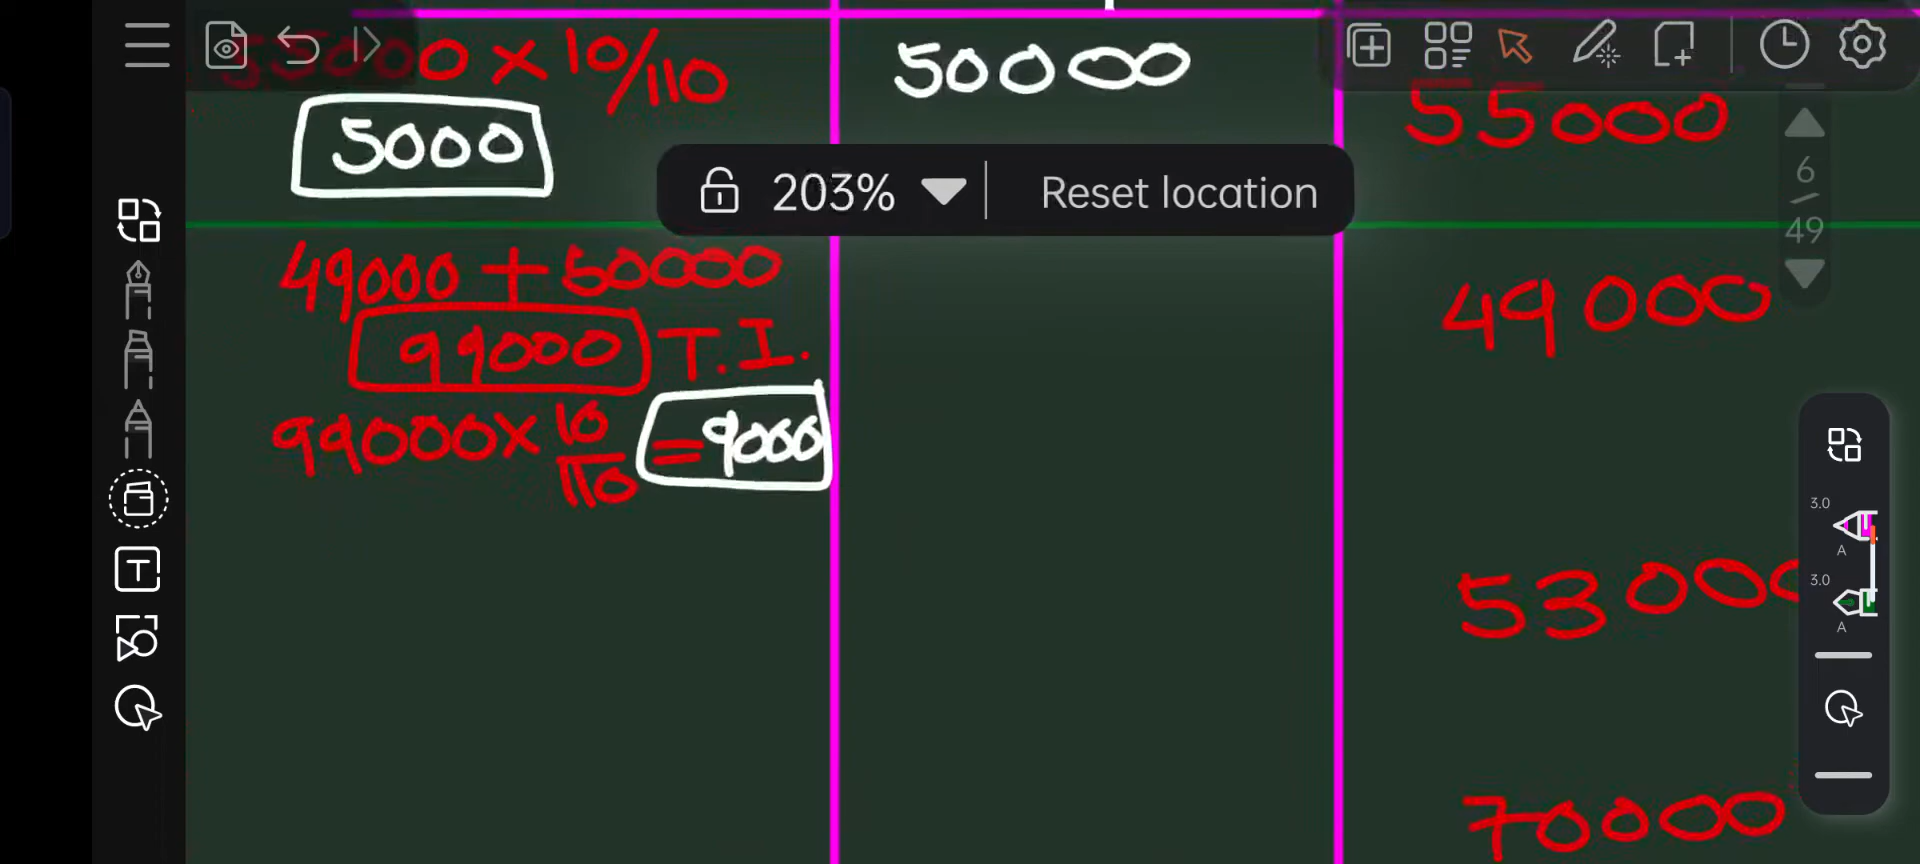 55000 × 10/110
5000
50000
55000
203%
Reset location
6
49
49000 + 50000
99000 T.I.
99000 × 10/110 = 9000
49000
53000
70000
3.0
A
3.0
A